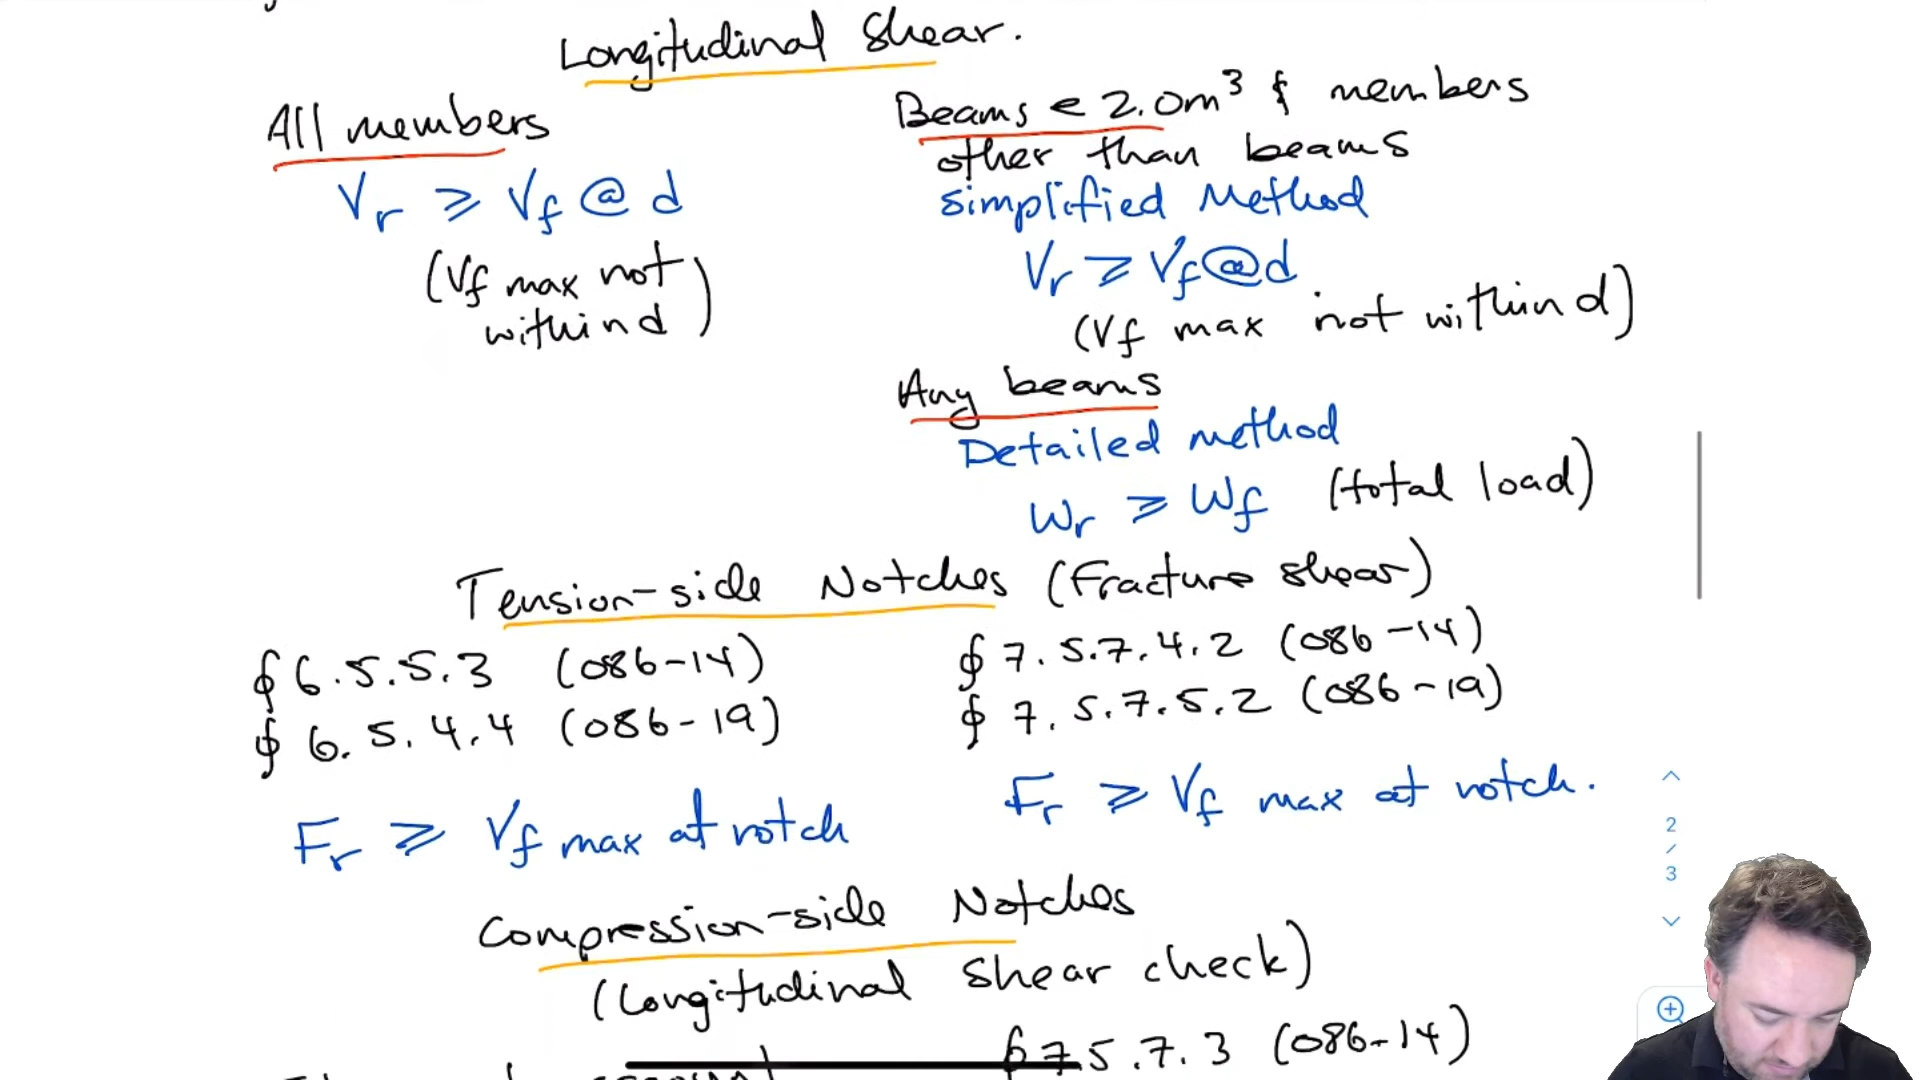 Longitudinal Shear.
All members
Vr ≥ Vf @ d
(Vf max not
within d)
Beams < 2.0m³ & members
other than beams
Simplified Method
Vr ≥ Vf @ d
(Vf max not within d)
Any beams
Detailed method
Wr ≥ Wf (total load)
Tension-side Notches (Fracture shear)
§ 6.5.5.3 (086-14)
§ 6.5.4.4 (086-19)
Fr ≥ Vf max at notch
§ 7.5.7.4.2 (086-14)
§ 7.5.7.5.2 (086-19)
Fr ≥ Vf max at notch.
Compression-side Notches
(Longitudinal Shear check)
§ 7.5.7.3 (086-14)
2
/
3